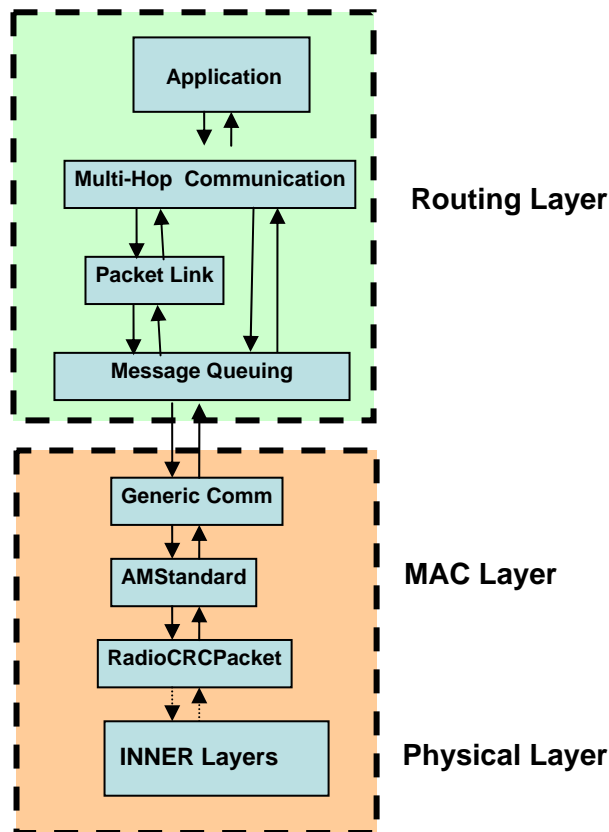 Application
Multi-Hop Communication
Routing Layer
Packet Link
Message Queuing
Generic Comm
AMStandard
MAC Layer
RadioCRCPacket
INNER Layers
Physical Layer